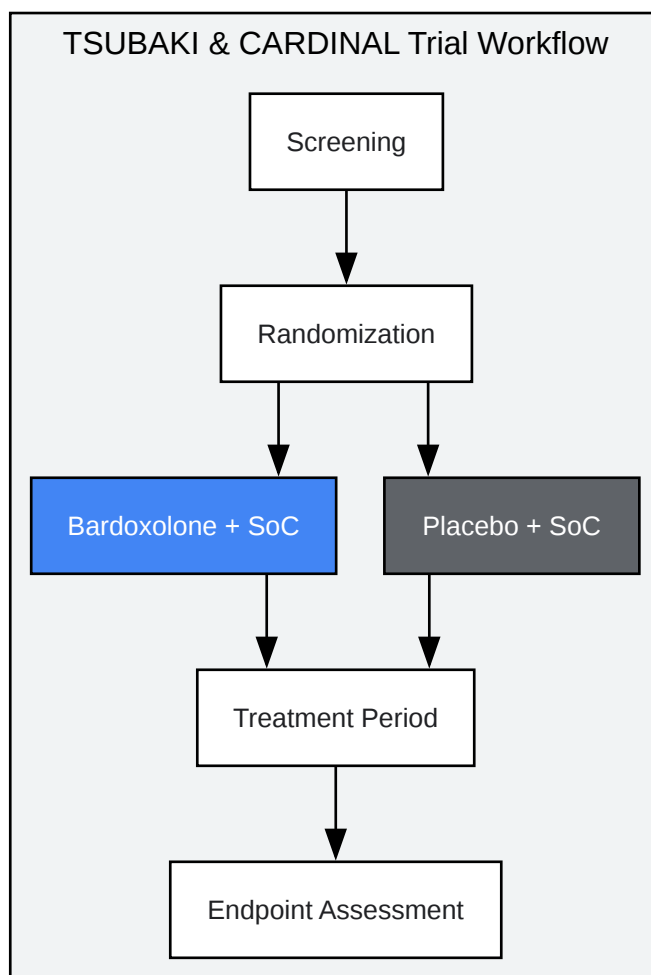 TSUBAKI & CARDINAL Trial Workflow
Screening
Randomization
Bardoxolone + SoC
Placebo + SoC
Treatment Period
Endpoint Assessment